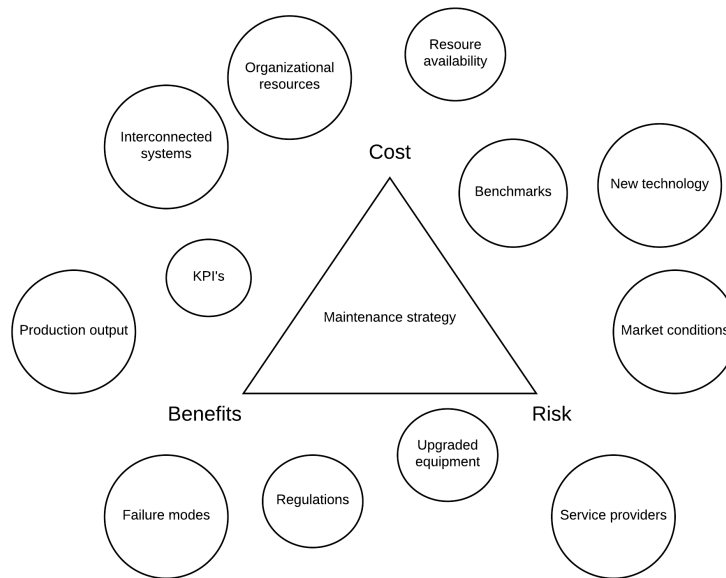 Resoure
availability
Organizational
resources
Interconnected
systems
Cost
Benchmarks
New technology
KPI's
Maintenance strategy
Production output
Market conditions
Benefits
Risk
Upgraded
equipment
Failure modes
Regulations
Service providers